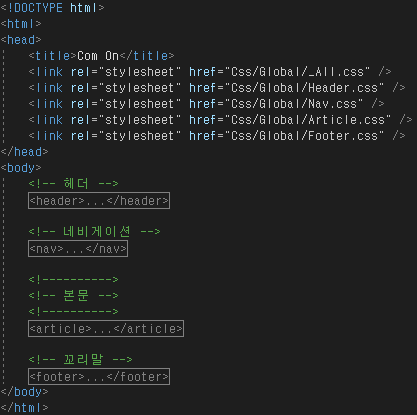 <!DOCTYPE html>
<html>
<head>
<title>Com On</title>
<link rel="stylesheet" href="Css/Global/_All.css" />
<link rel="stylesheet" href="Css/Global/Header.css" />
<link rel="stylesheet" href="Css/Global/Nav.css" />
<link rel="stylesheet" href="Css/Global/Article.css" />
<link rel="stylesheet" href="Css/Global/Footer.css" />
</head>
<body>
<!-- 헤더 -->
<header>...</header>
<!-- 네비게이션 -->
<nav>...</nav>
<!---------->
<!-- 본문 -->
<!---------->
<article>...</article>
<!-- 꼬리말 -->
<footer>...</footer>
</body>
</html>